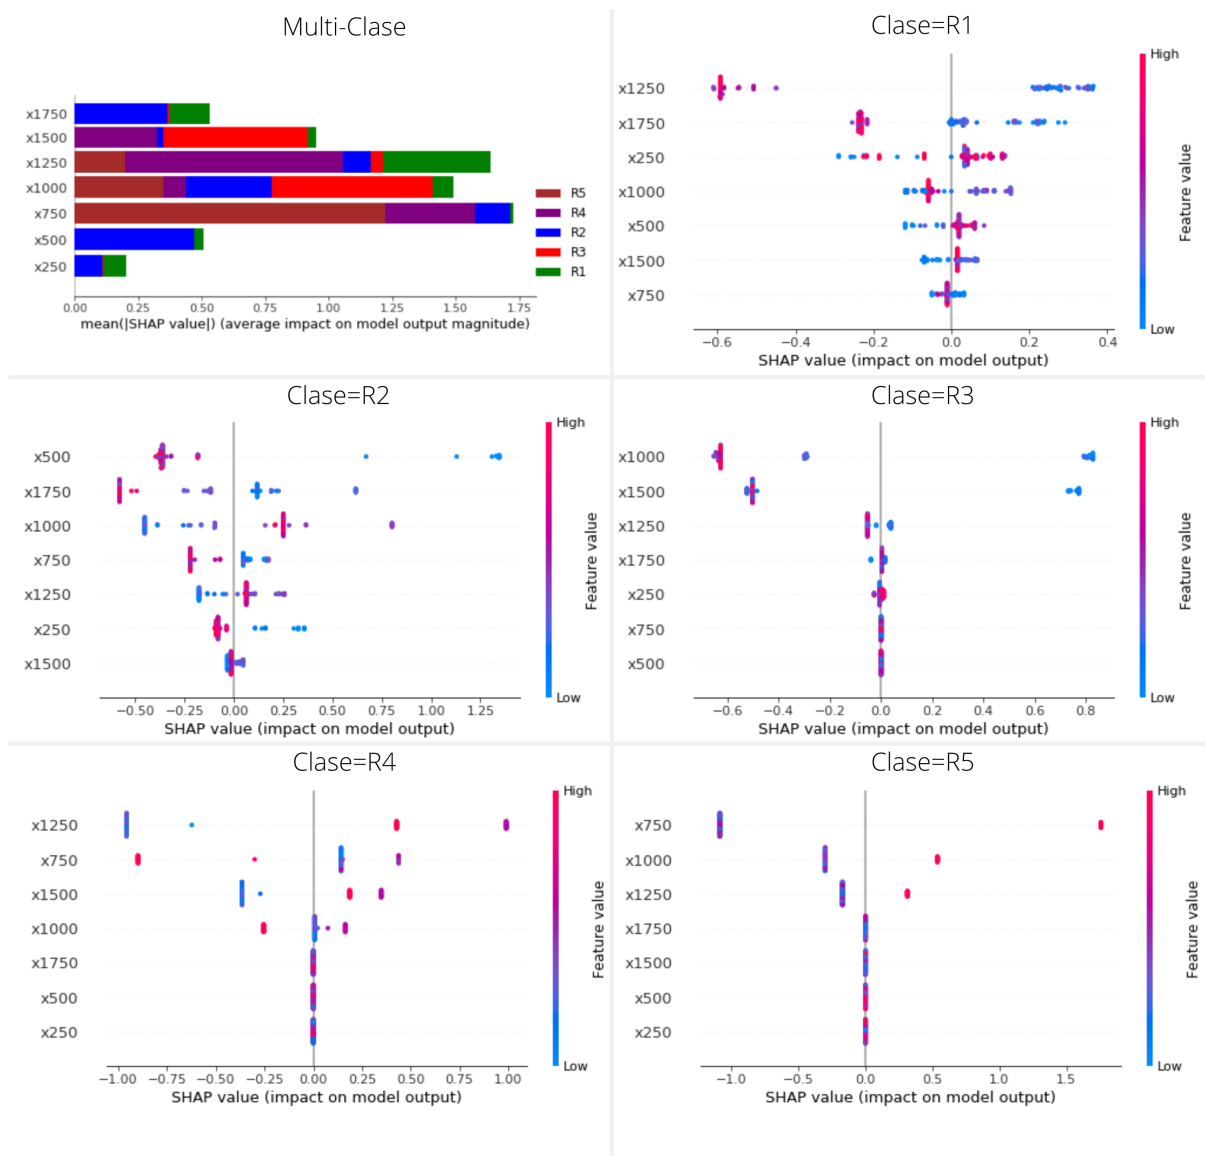 Multi-Clase
x1750
x1500
x1250
x1000
x750
x500
x250
R5
R4
R2
R3
R1
0.00 0.25 0.50 0.75 1.00 1.25 1.50 1.75
mean(|SHAP value|) (average impact on model output magnitude)
Clase=R1
x1250
x1750
x250
x1000
x500
x1500
x750
−0.6 −0.4 −0.2 0.0 0.2 0.4
SHAP value (impact on model output)
High
Feature value
Low
Clase=R2
x500
x1750
x1000
x750
x1250
x250
x1500
−0.50 −0.25 0.00 0.25 0.50 0.75 1.00 1.25
SHAP value (impact on model output)
High
Feature value
Low
Clase=R3
x1000
x1500
x1250
x1750
x250
x750
x500
−0.6 −0.4 −0.2 0.0 0.2 0.4 0.6 0.8
SHAP value (impact on model output)
High
Feature value
Low
Clase=R4
x1250
x750
x1500
x1000
x1750
x500
x250
−1.00 −0.75 −0.50 −0.25 0.00 0.25 0.50 0.75 1.00
SHAP value (impact on model output)
High
Feature value
Low
Clase=R5
x750
x1000
x1250
x1750
x1500
x500
x250
−1.0 −0.5 0.0 0.5 1.0 1.5
SHAP value (impact on model output)
High
Feature value
Low